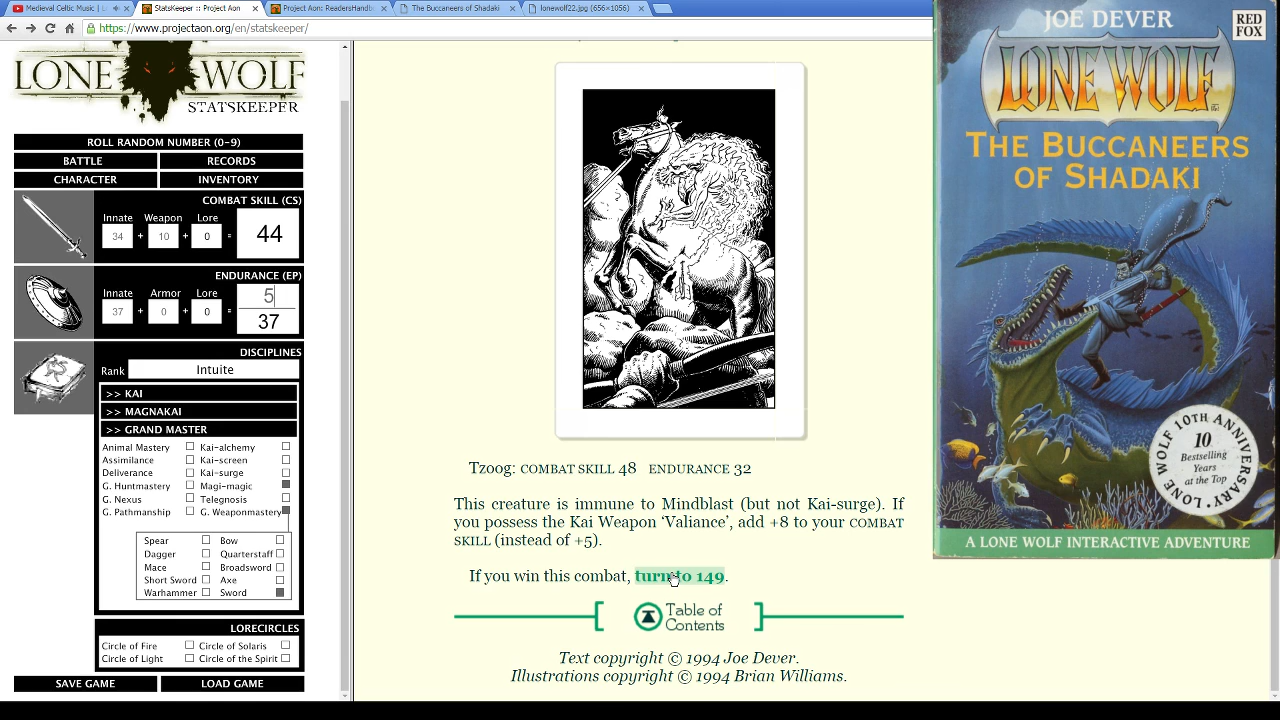 Medieval Celtic Music | L
StatsKeeper :: Project Aon
Project Aon: ReadersHandb
The Buccaneers of Shadaki
lonewolf22.jpg (656×1056)
https://www.projectaon.org/en/statskeeper/
LONE WOLF
STATSKEEPER
ROLL RANDOM NUMBER (0-9)
BATTLE RECORDS
CHARACTER INVENTORY
COMBAT SKILL (CS)
Innate Weapon Lore
34 + 10 + 0 = 44
ENDURANCE (EP)
Innate Armor Lore
37 + 0 + 0 = 5
37
DISCIPLINES
Rank Intuite
>> KAI
>> MAGNAKAI
>> GRAND MASTER
Animal Mastery Kai-alchemy
Assimilance Kai-screen
Deliverance Kai-surge
G. Huntmastery Magi-magic
G. Nexus Telegnosis
G. Pathmanship G. Weaponmastery
Spear Bow
Dagger Quarterstaff
Mace Broadsword
Short Sword Axe
Warhammer Sword
LORECIRCLES
Circle of Fire Circle of Solaris
Circle of Light Circle of the Spirit
SAVE GAME LOAD GAME
Tzoog: COMBAT SKILL 48 ENDURANCE 32
This creature is immune to Mindblast (but not Kai-surge). If
you possess the Kai Weapon ‘Valiance’, add +8 to your COMBAT
SKILL (instead of +5).
If you win this combat, turn to 149.
Table of
Contents
Text copyright © 1994 Joe Dever.
Illustrations copyright © 1994 Brian Williams.
JOE DEVER
RED
FOX
LONE WOLF
THE BUCCANEERS
OF SHADAKI
LONE WOLF 10TH ANNIVERSARY
10
Bestselling
Years
at the Top
A LONE WOLF INTERACTIVE ADVENTURE